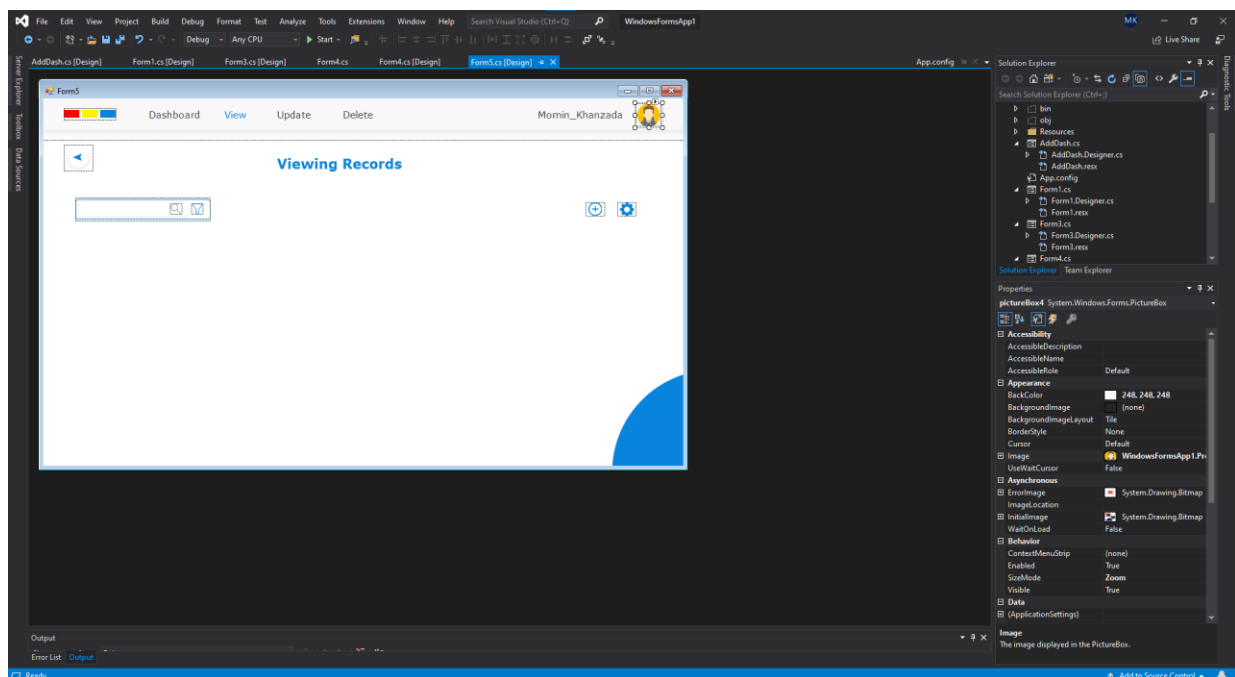 File Edit View Project Build Debug Format Test Analyze Tools Extensions Window Help Search Visual Studio (Ctrl+Q) WindowsFormsApp1 MK
Debug Any CPU Start Live Share
AddDash.cs [Design] Form1.cs [Design] Form3.cs [Design] Form4.cs Form4.cs [Design] Form5.cs [Design] App.config
Server Explorer
Toolbox
Data Sources
Form5
Dashboard View Update Delete Momin_Khanzada
Viewing Records
Solution Explorer
Search Solution Explorer (Ctrl+;)
bin
obj
Resources
AddDash.cs
AddDash.Designer.cs
AddDash.resx
App.config
Form1.cs
Form1.Designer.cs
Form1.resx
Form3.cs
Form3.Designer.cs
Form3.resx
Form4.cs
Solution Explorer Team Explorer
Diagnostic Tools
Properties
pictureBox4 System.Windows.Forms.PictureBox
Accessibility
AccessibleDescription
AccessibleName
AccessibleRole Default
Appearance
BackColor 248, 248, 248
BackgroundImage (none)
BackgroundImageLayout Tile
BorderStyle None
Cursor Default
Image WindowsFormsApp1.Pr
UseWaitCursor False
Asynchronous
ErrorImage System.Drawing.Bitmap
ImageLocation
InitialImage System.Drawing.Bitmap
WaitOnLoad False
Behavior
ContextMenuStrip (none)
Enabled True
SizeMode Zoom
Visible True
Data
(ApplicationSettings)
Image
The image displayed in the PictureBox.
Output
Error List Output
Ready Add to Source Control